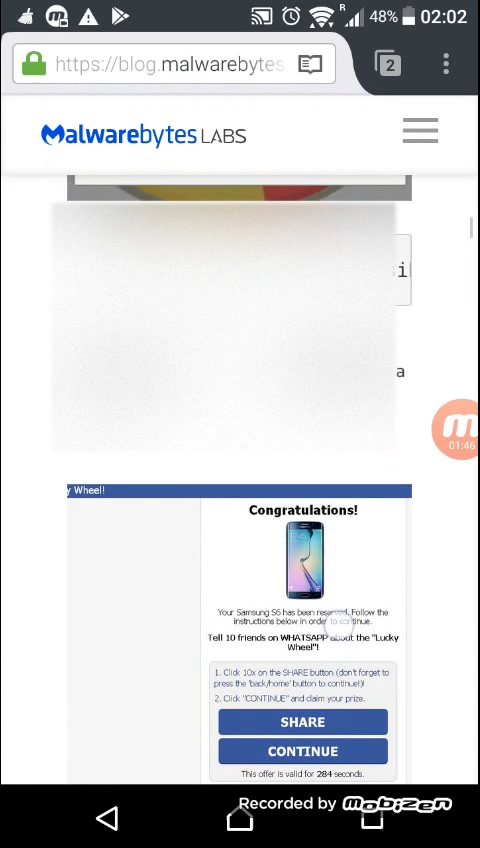 R 48% 02:02
https://blog.malwarebytes
2
Malwarebytes LABS
a
01:46
y Wheel!
Congratulations!
Your Samsung S6 has been reserved. Follow the
instructions below in order to continue.
Tell 10 friends on WHATSAPP about the "Lucky
Wheel"!
1. Click 10x on the SHARE button (don't forget to
press the 'back/home' button to continue!)!
2. Click "CONTINUE" and claim your prize.
SHARE
CONTINUE
This offer is valid for 284 seconds.
Recorded by Mobizen